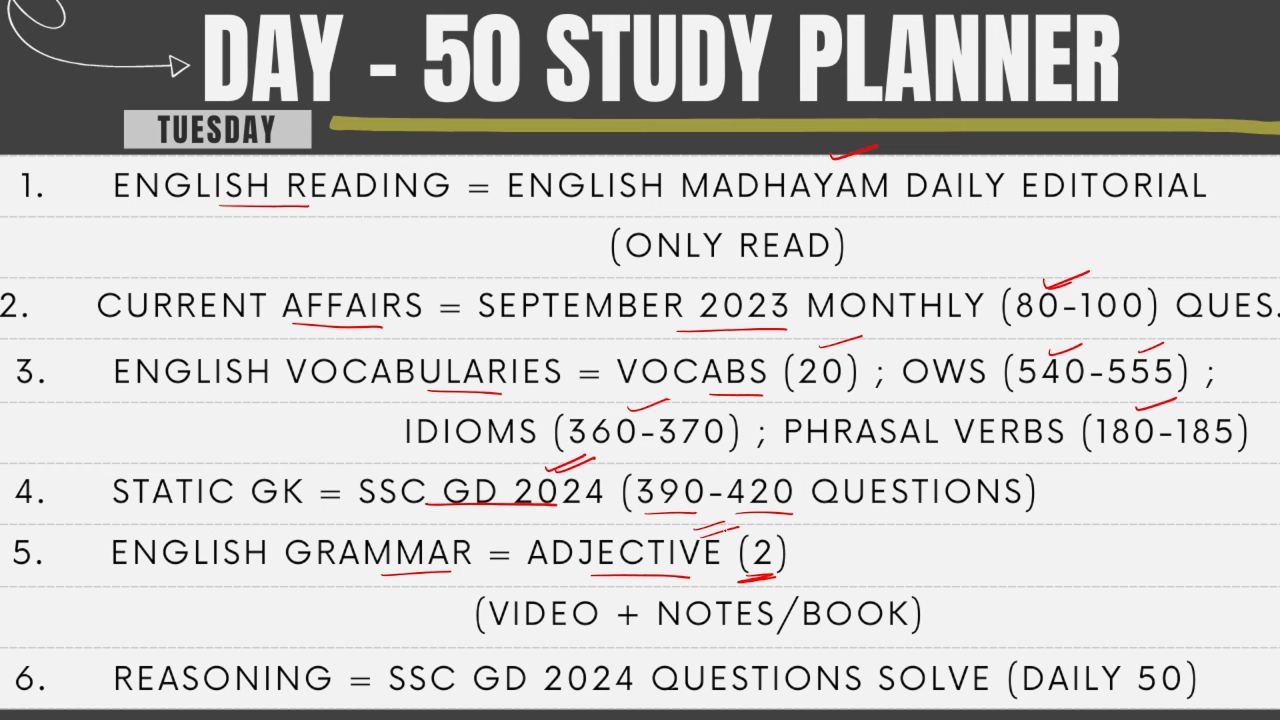 DAY - 50 STUDY PLANNER
TUESDAY
1. ENGLISH READING = ENGLISH MADHAYAM DAILY EDITORIAL
(ONLY READ)
2. CURRENT AFFAIRS = SEPTEMBER 2023 MONTHLY (80-100) QUES.
3. ENGLISH VOCABULARIES = VOCABS (20) ; OWS (540-555) ;
IDIOMS (360-370) ; PHRASAL VERBS (180-185)
4. STATIC GK = SSC GD 2024 (390-420 QUESTIONS)
5. ENGLISH GRAMMAR = ADJECTIVE (2)
(VIDEO + NOTES/BOOK)
6. REASONING = SSC GD 2024 QUESTIONS SOLVE (DAILY 50)